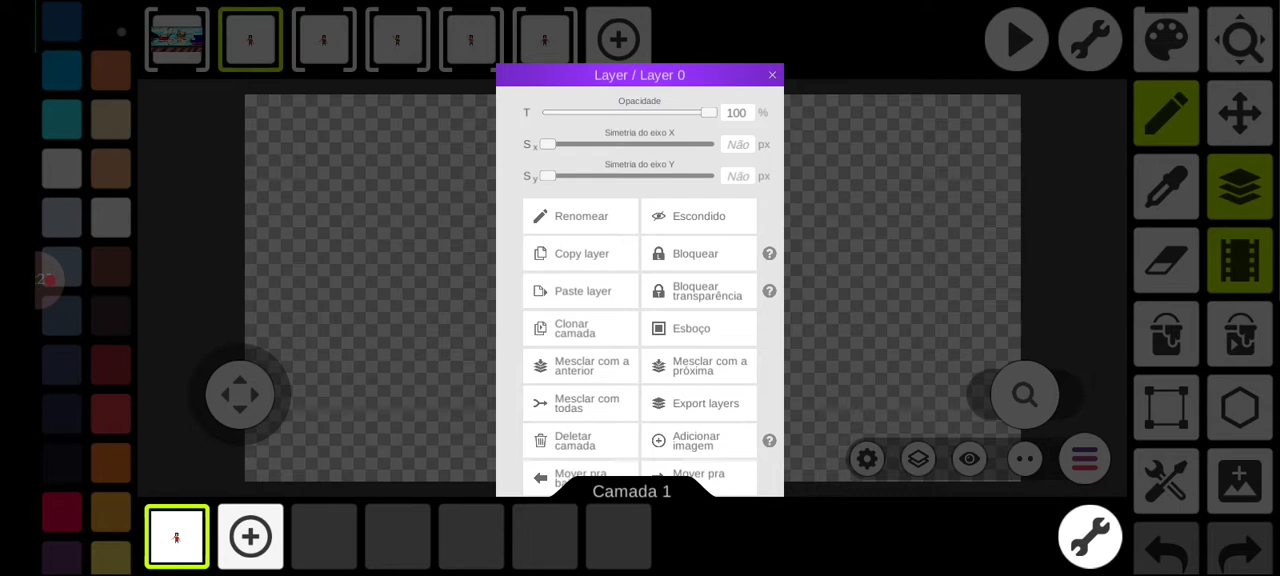 Layer / Layer 0
Opacidade
T 100 %
Simetria do eixo X
S x Não px
Simetria do eixo Y
S y Não px
Renomear
Escondido
Copy layer
Bloquear
Paste layer
Bloquear
transparência
Clonar
camada
Esboço
Mesclar com a
anterior
Mesclar com a
próxima
Mesclar com
todas
Export layers
Deletar
camada
Adicionar
imagem
Mover pra
Mover pra
Camada 1